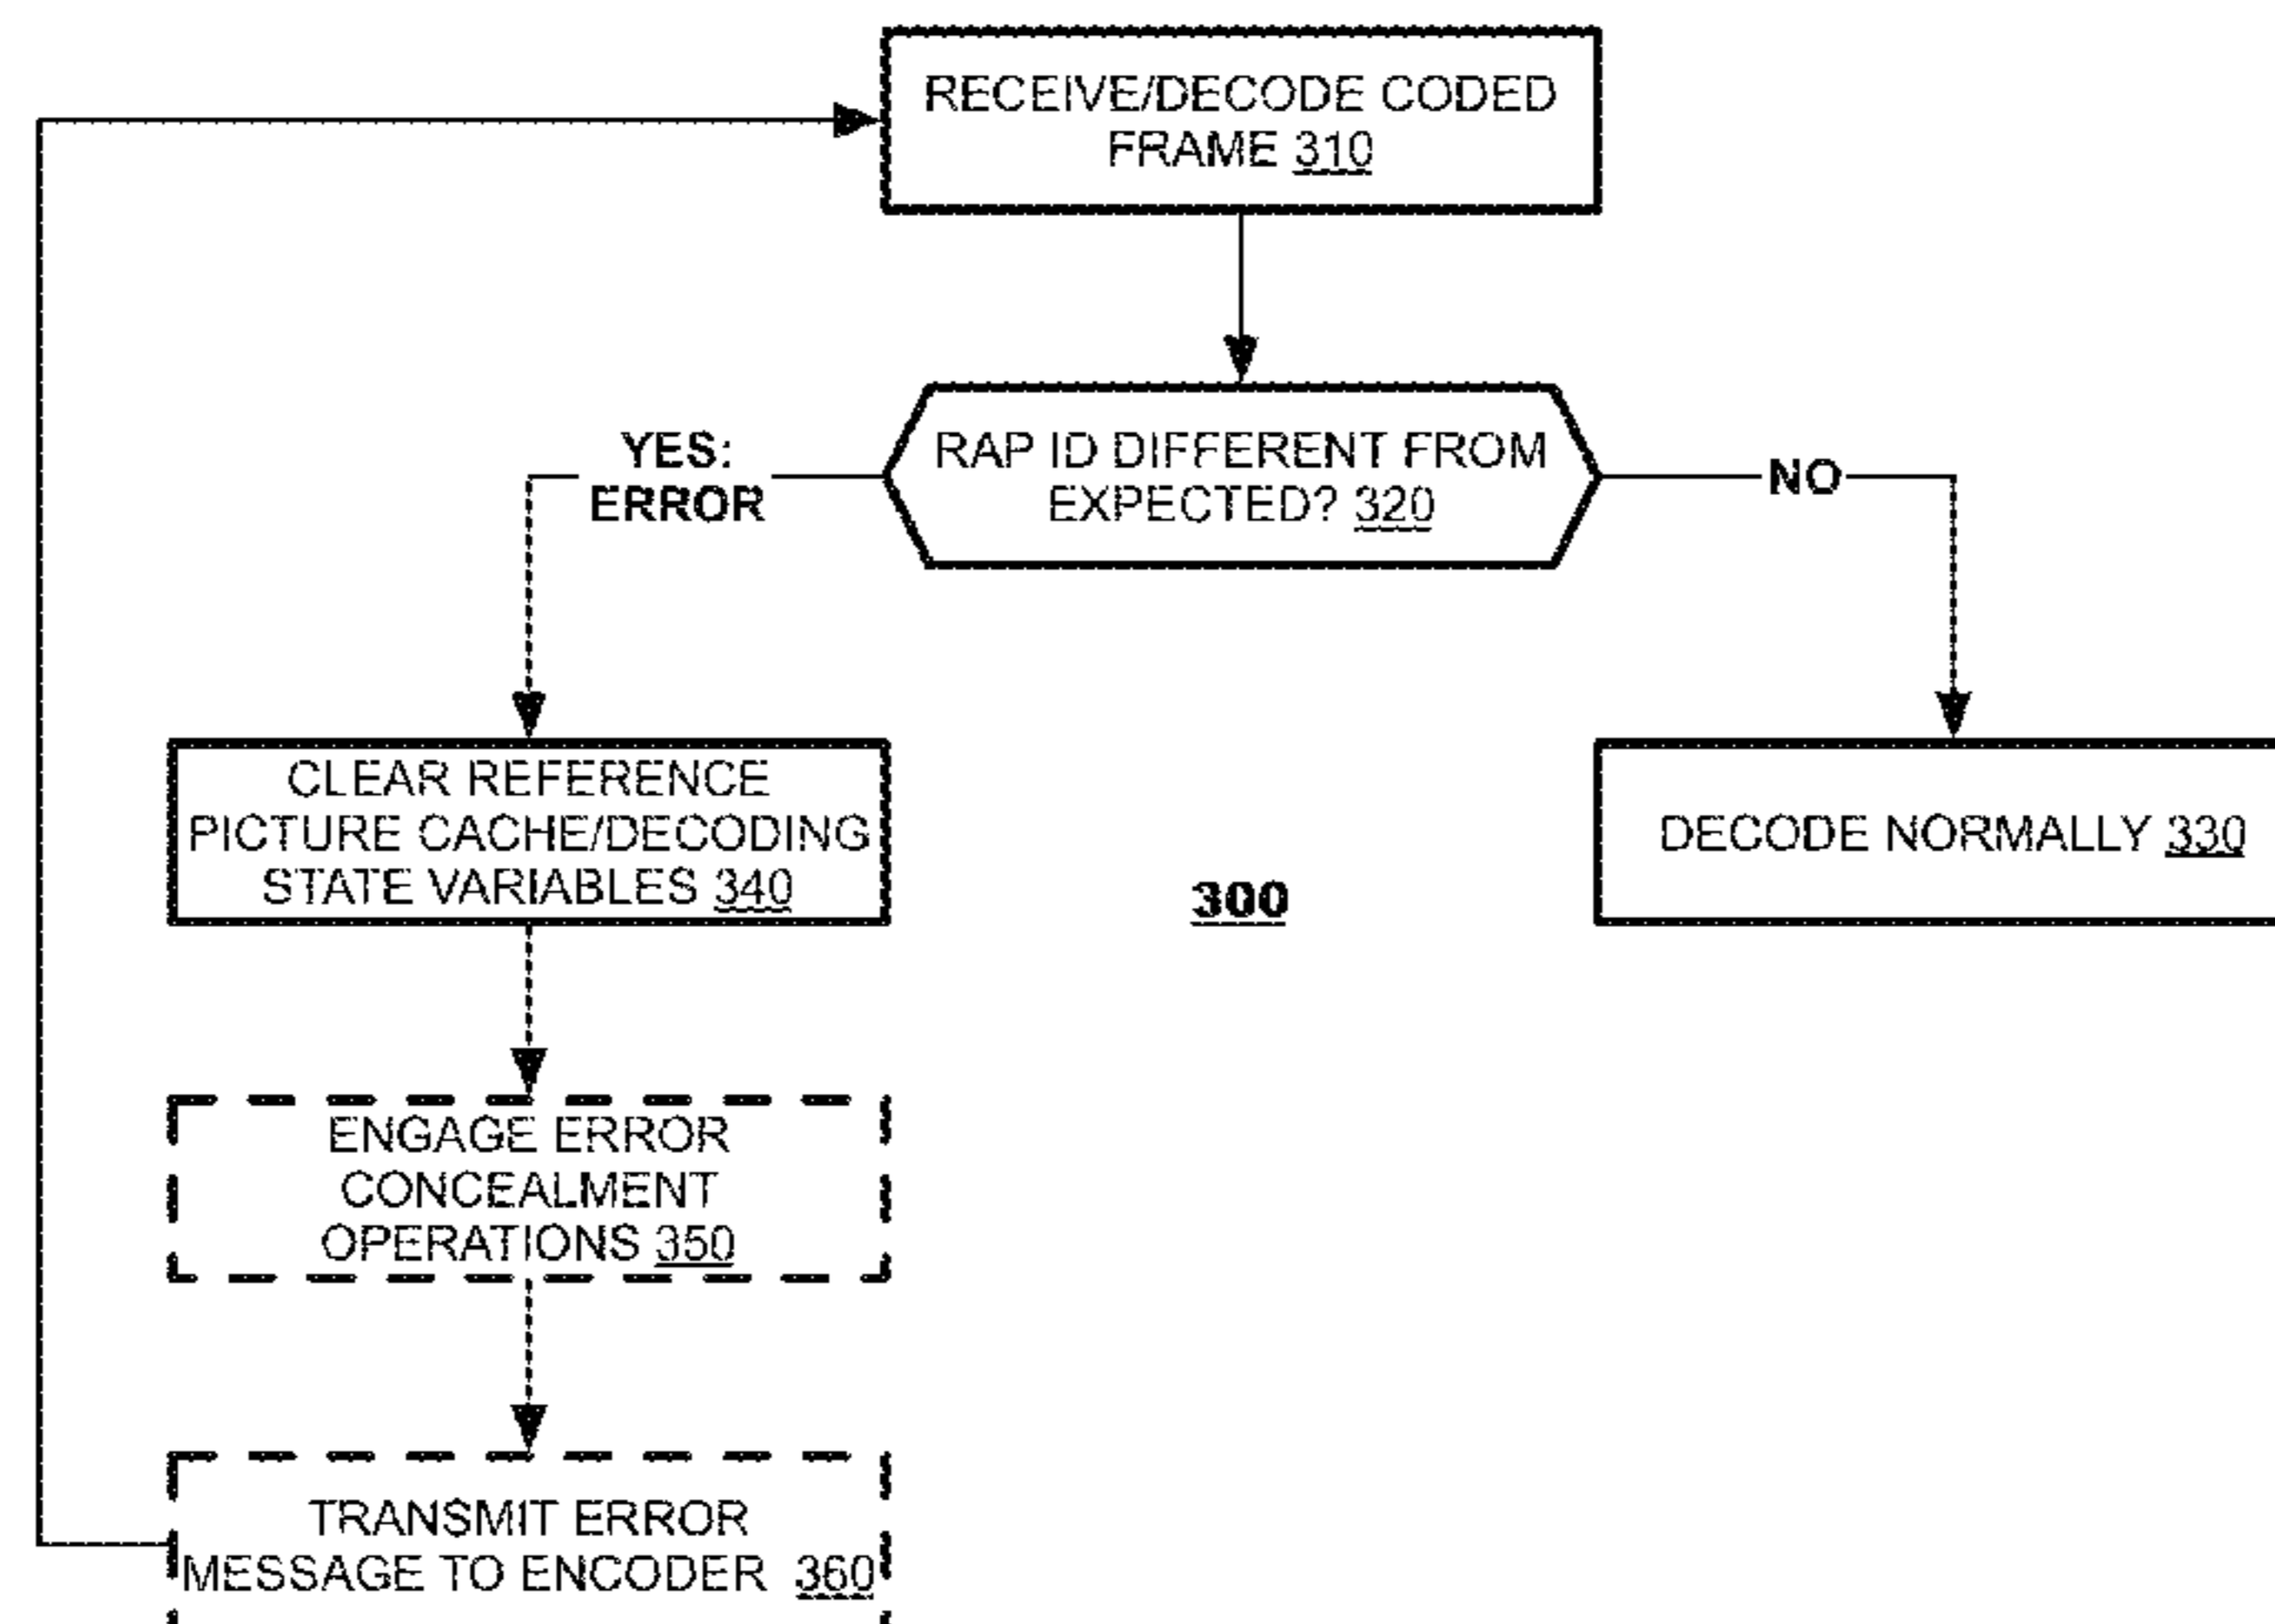 RECEIVE/DECODE CODED
FRAME 310
RAP ID DIFFERENT FROM
EXPECTED? 320
YES:
ERROR
NO
CLEAR REFERENCE
PICTURE CACHE/DECODING
STATE VARIABLES 340
300
DECODE NORMALLY 330
ENGAGE ERROR
CONCEALMENT
OPERATIONS 350
TRANSMIT ERROR
MESSAGE TO ENCODER 360